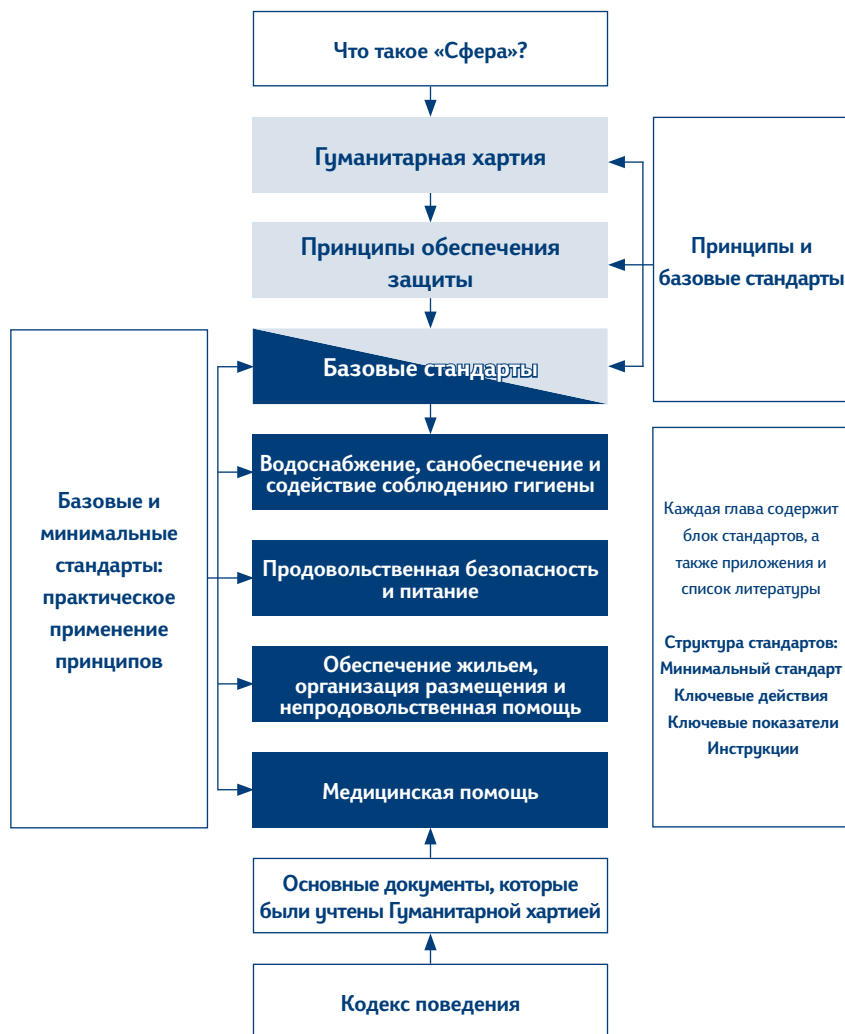 Что такое «Сфера»?
Гуманитарная хартия
Принципы обеспечения
защиты
Принципы и
базовые стандарты
Базовые стандарты
Базовые и
минимальные
стандарты:
практическое
применение
принципов
Водоснабжение, санобеспечение и
содействие соблюдению гигиены
Продовольственная безопасность
и питание
Обеспечение жильем,
организация размещения и
непродовольственная помощь
Медицинская помощь
Каждая глава содержит
блок стандартов, а
также приложения и
список литературы
Структура стандартов:
Минимальный стандарт
Ключевые действия
Ключевые показатели
Инструкции
Основные документы, которые
были учтены Гуманитарной хартией
Кодекс поведения